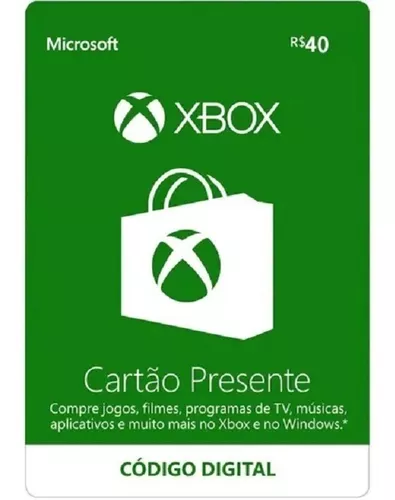 Microsoft
R$40
XBOX
Cartão Presente
Compre jogos, filmes, programas de TV, músicas,
aplicativos e muito mais no Xbox e no Windows.*
CÓDIGO DIGITAL